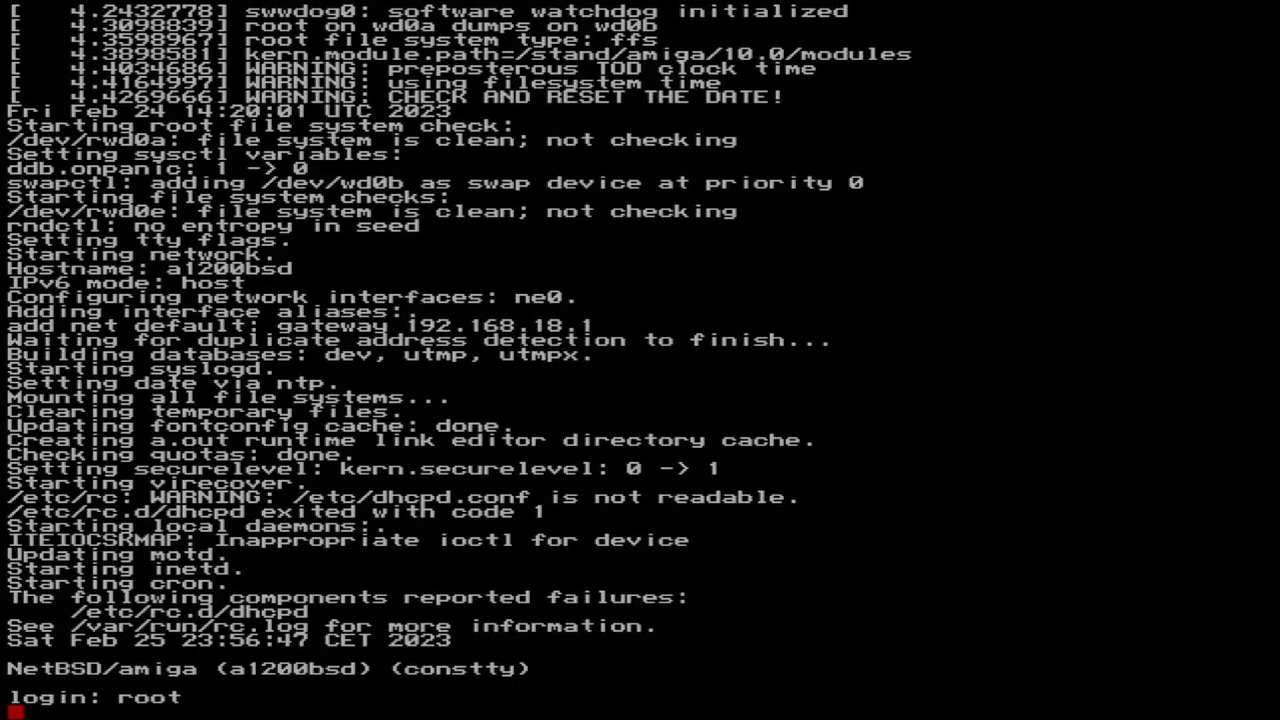 [     4.2432778] swwdog0: software watchdog initialized
[     4.3098839] root on wd0a dumps on wd0b
[     4.3598967] root file system type: ffs
[     4.3898581] kern.module.path=/stand/amiga/10.0/modules
[     4.4034686] WARNING: preposterous TOD clock time
[     4.4164997] WARNING: using filesystem time
[     4.4269666] WARNING: CHECK AND RESET THE DATE!
Fri Feb 24 14:20:01 UTC 2023
Starting root file system check:
/dev/rwd0a: file system is clean; not checking
Setting sysctl variables:
ddb.onpanic: 1 -> 0
swapctl: adding /dev/wd0b as swap device at priority 0
Starting file system checks:
/dev/rwd0e: file system is clean; not checking
rndctl: no entropy in seed
Setting tty flags.
Starting network.
Hostname: a1200bsd
IPv6 mode: host
Configuring network interfaces: ne0.
Adding interface aliases:.
add net default: gateway 192.168.18.1
Waiting for duplicate address detection to finish...
Building databases: dev, utmp, utmpx.
Starting syslogd.
Setting date via ntp.
Mounting all file systems...
Clearing temporary files.
Updating fontconfig cache: done.
Creating a.out runtime link editor directory cache.
Checking quotas: done.
Setting securelevel: kern.securelevel: 0 -> 1
Starting virecover.
/etc/rc: WARNING: /etc/dhcpd.conf is not readable.
/etc/rc.d/dhcpd exited with code 1
Starting local daemons:.
ITEIOCSKMAP: Inappropriate ioctl for device
Updating motd.
Starting inetd.
Starting cron.
The following components reported failures:
    /etc/rc.d/dhcpd
See /var/run/rc.log for more information.
Sat Feb 25 23:56:47 CET 2023
NetBSD/amiga (a1200bsd) (constty)
login: root